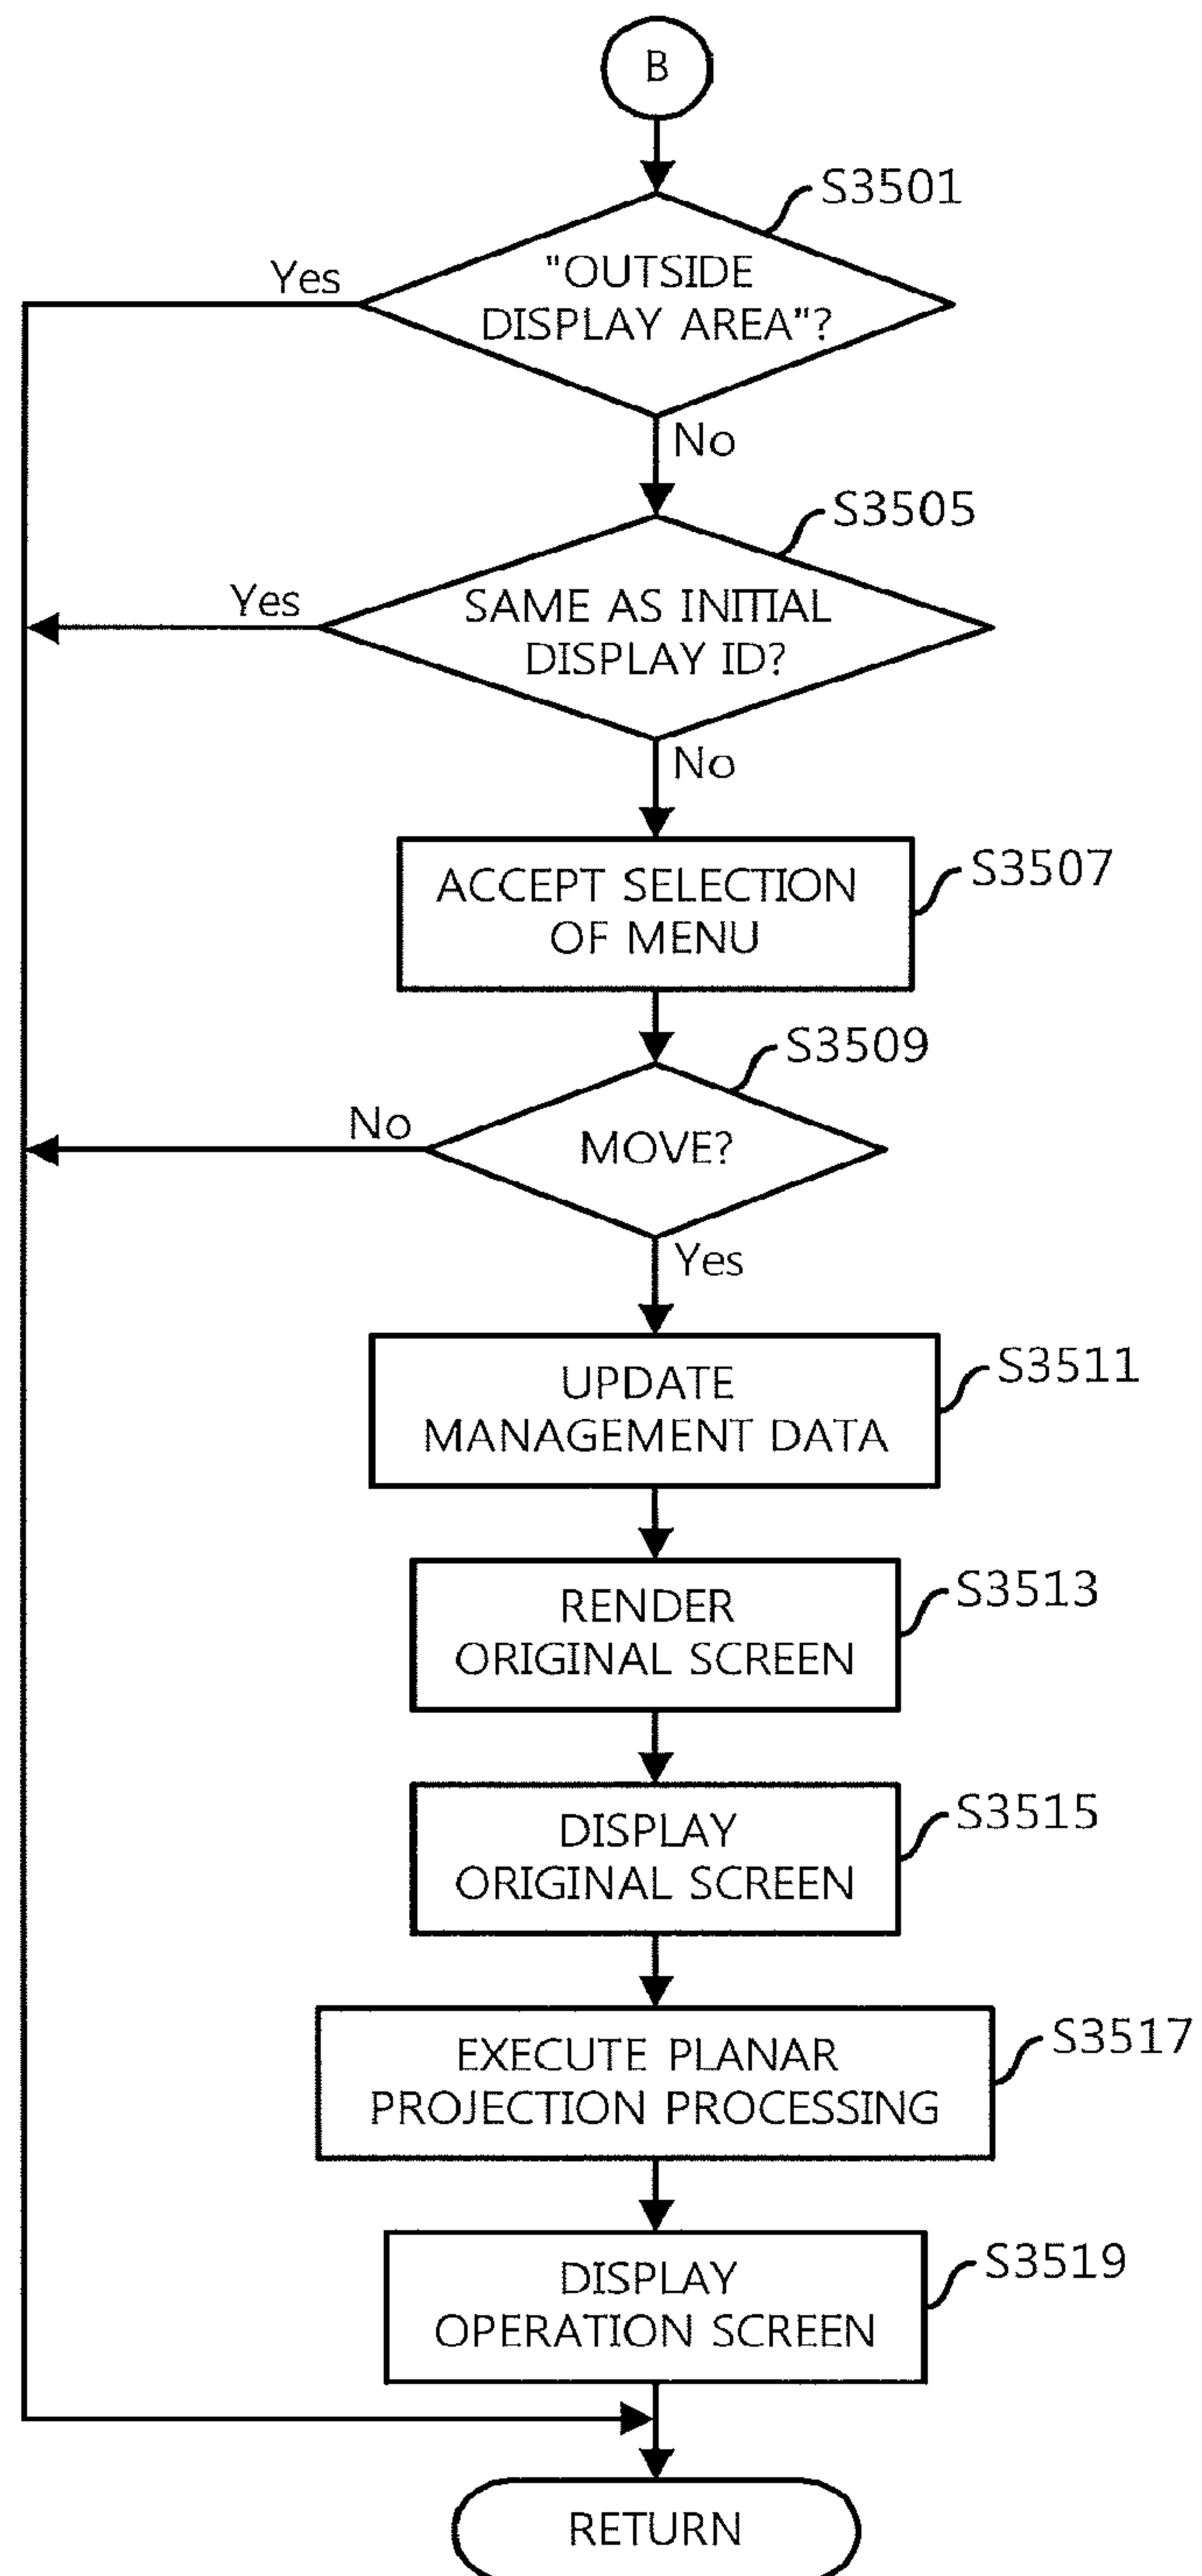 B
S3501
"OUTSIDE
DISPLAY AREA"?
Yes
No
S3505
SAME AS INITIAL
DISPLAY ID?
Yes
No
S3507
ACCEPT SELECTION
OF MENU
S3509
MOVE?
No
Yes
S3511
UPDATE
MANAGEMENT DATA
S3513
RENDER
ORIGINAL SCREEN
S3515
DISPLAY
ORIGINAL SCREEN
S3517
EXECUTE PLANAR
PROJECTION PROCESSING
S3519
DISPLAY
OPERATION SCREEN
RETURN